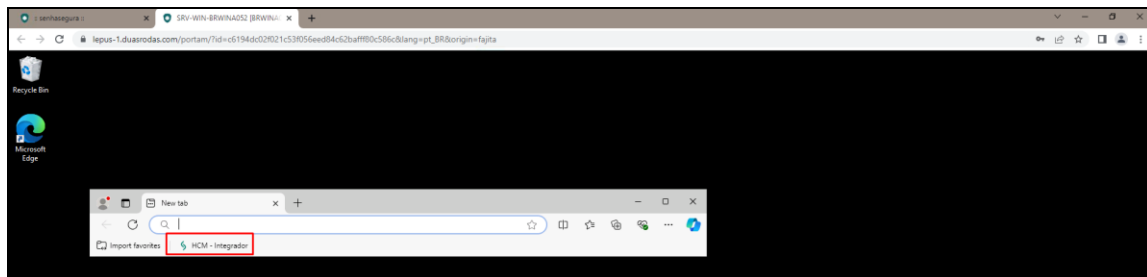 :: senhasegura ::
SRV-WIN-BRWINA052 [BRWINA
lepus-1.duasrodas.com/portam/?id=c6194dc02f021c53f056eed84c62bafff80c586c&lang=pt_BR&origin=fajita
Recycle Bin
Microsoft
Edge
New tab
Import favorites
HCM - Integrador